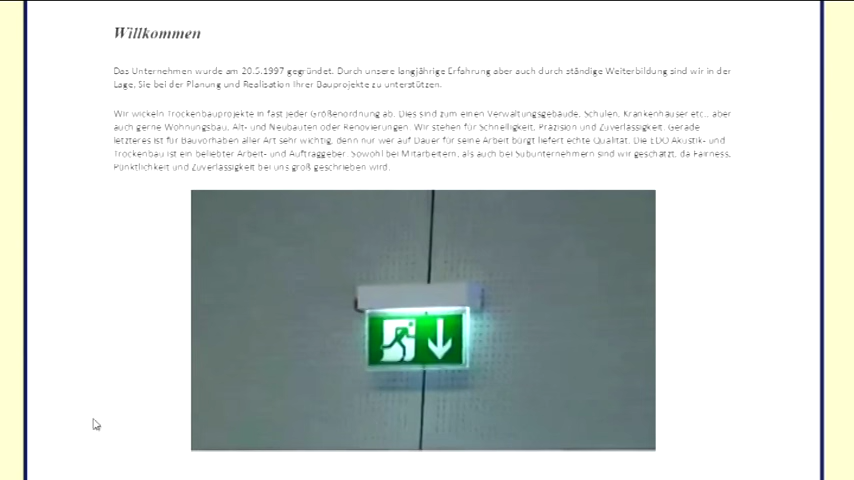 Willkommen
Das Unternehmen wurde am 20.5.1997 gegründet. Durch unsere langjährige Erfahrung aber auch durch ständige Weiterbildung sind wir in der
Lage, Sie bei der Planung und Realisation Ihrer Bauprojekte zu unterstützen.
Wir wickeln Trockenbauprojekte in fast jeder Größenordnung ab. Dies sind zum einen Verwaltungsgebäude, Schulen, Krankenhäuser etc., aber
auch gerne Wohnungsbau, Alt- und Neubauten oder Renovierungen. Wir stehen für Schnelligkeit, Präzision und Zuverlässigkeit. Gerade
letzteres ist für Bauvorhaben aller Art sehr wichtig, denn nur wer auf Dauer für seine Arbeit bürgt liefert echte Qualität. Die EDO Akustik- und
Trockenbau ist ein beliebter Arbeit- und Auftraggeber. Sowohl bei Mitarbeitern, als auch bei Subunternehmern sind wir geschätzt, da Fairness,
Pünktlichkeit und Zuverlässigkeit bei uns groß geschrieben wird.